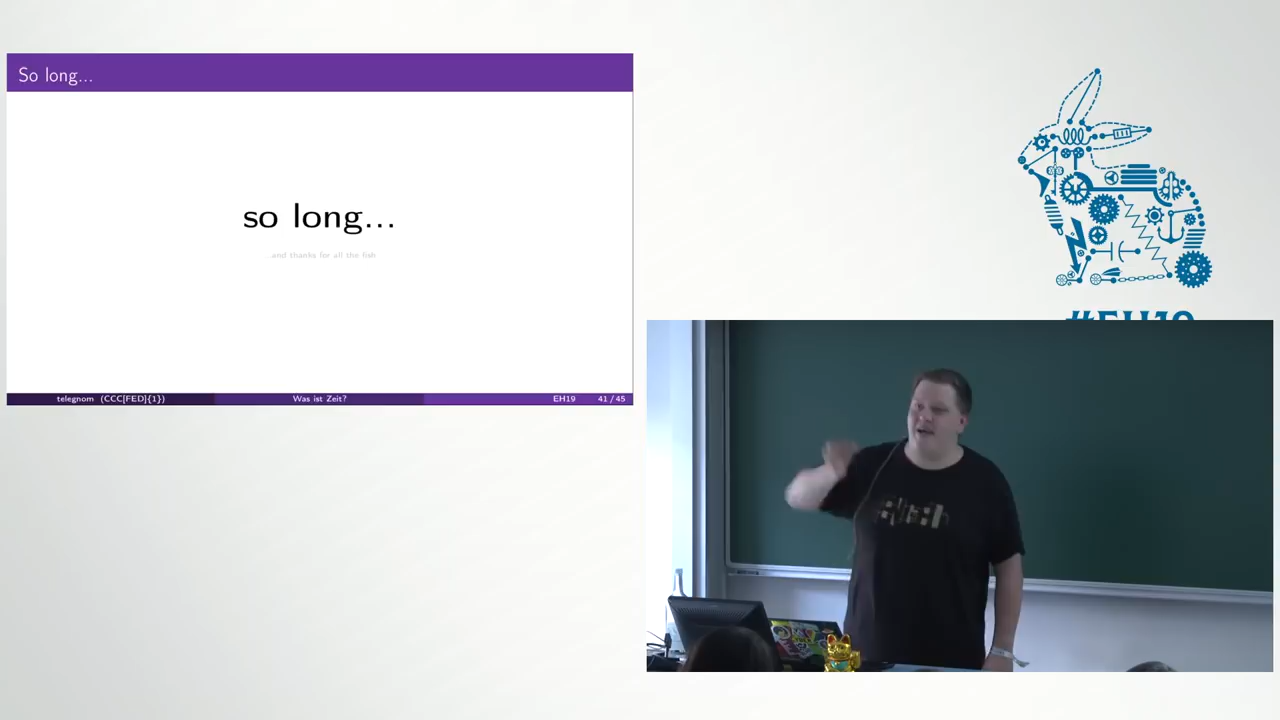 So long...
so long...
...and thanks for all the fish
telegnom (CCC[FED]{1})
Was ist Zeit?
EH19
41 / 45
#EH19